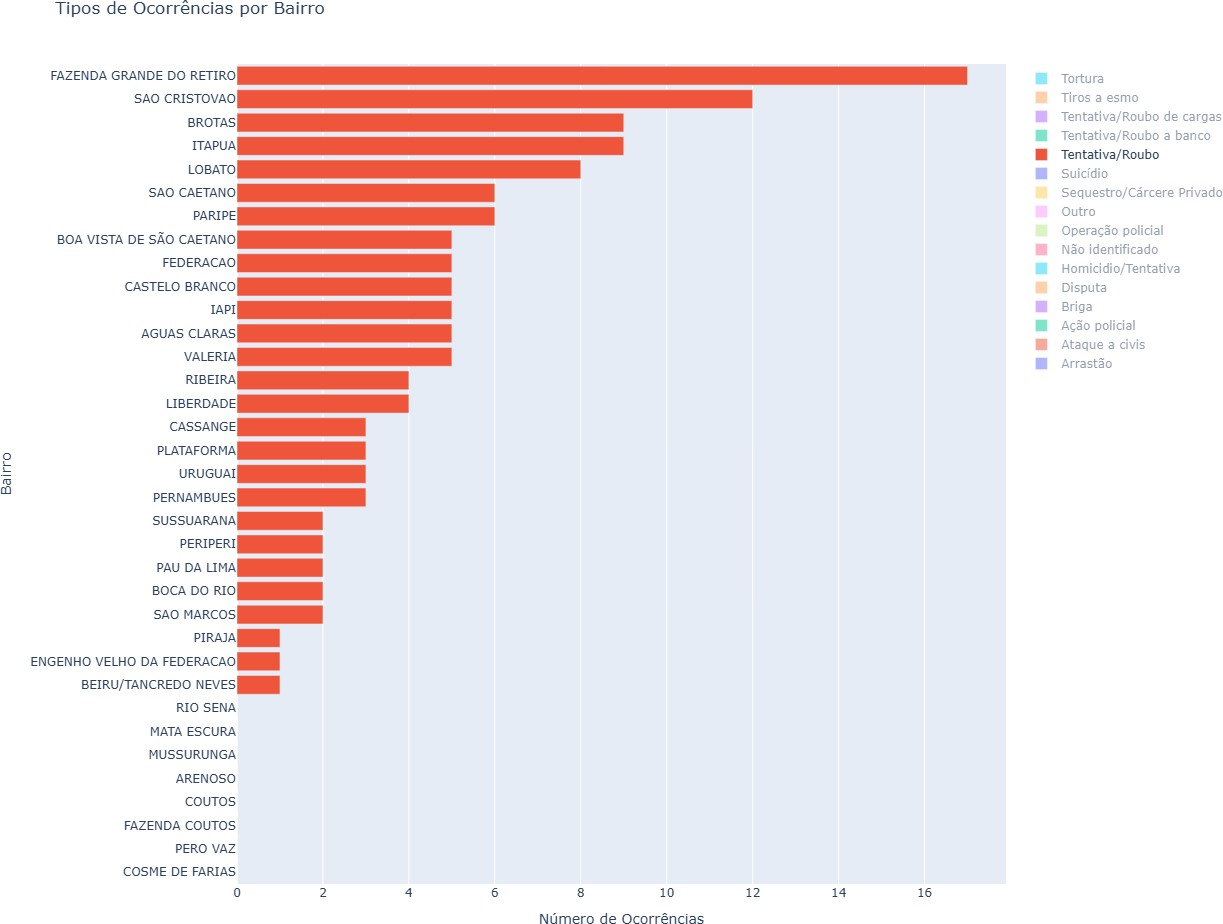 Tipos de Ocorrências por Bairro
FAZENDA GRANDE DO RETIRO
SAO CRISTOVAO
BROTAS
ITAPUA
LOBATO
SAO CAETANO
PARIPE
BOA VISTA DE SÃO CAETANO
FEDERACAO
CASTELO BRANCO
IAPI
AGUAS CLARAS
VALERIA
RIBEIRA
LIBERDADE
CASSANGE
PLATAFORMA
URUGUAI
PERNAMBUES
SUSSUARANA
PERIPERI
PAU DA LIMA
BOCA DO RIO
SAO MARCOS
PIRAJA
ENGENHO VELHO DA FEDERACAO
BEIRU/TANCREDO NEVES
RIO SENA
MATA ESCURA
MUSSURUNGA
ARENOSO
COUTOS
FAZENDA COUTOS
PERO VAZ
COSME DE FARIAS
Bairro
0 2 4 6 8 10 12 14 16
Número de Ocorrências
Tortura
Tiros a esmo
Tentativa/Roubo de cargas
Tentativa/Roubo a banco
Tentativa/Roubo
Suicídio
Sequestro/Cárcere Privado
Outro
Operação policial
Não identificado
Homicidio/Tentativa
Disputa
Briga
Ação policial
Ataque a civis
Arrastão